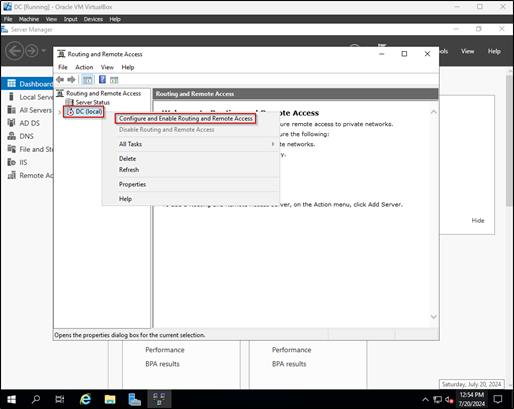 DC [Running] - Oracle VM VirtualBox
File Machine View Input Devices Help
Server Manager
ools View Help
Dashboard
Local Serve
All Servers
AD DS
DNS
File and Sto
IIS
Remote Ac
Routing and Remote Access
File Action View Help
Routing and Remote Access
Server Status
DC (local)
Routing and Remote Access
Configure and Enable Routing and Remote Access
Disable Routing and Remote Access
All Tasks
Delete
Refresh
Properties
Help
mote Access
ure remote access to private networks.
ure the following:
te networks.
cy.
To add a Routing and Remote Access server, on the Action menu, click Add Server.
Opens the properties dialog box for the current selection.
Hide
Performance
BPA results
Performance
BPA results
Saturday, July 20, 2024
12:54 PM
7/20/2024